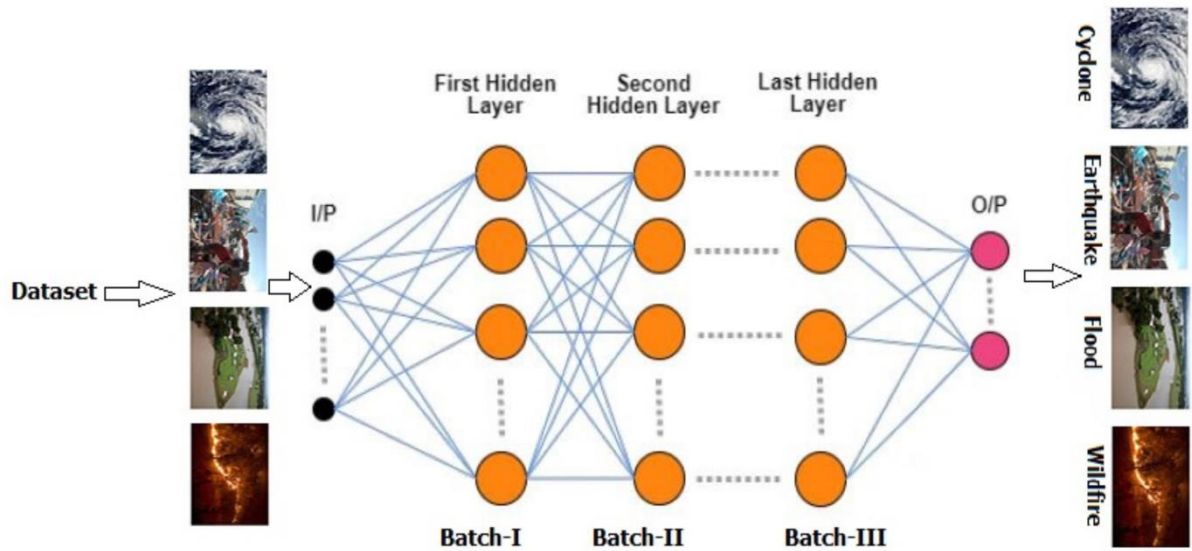 Dataset
I/P
First Hidden
Layer
Second
Hidden Layer
Last Hidden
Layer
O/P
Batch-I
Batch-II
Batch-III
Cyclone
Earthquake
Flood
Wildfire